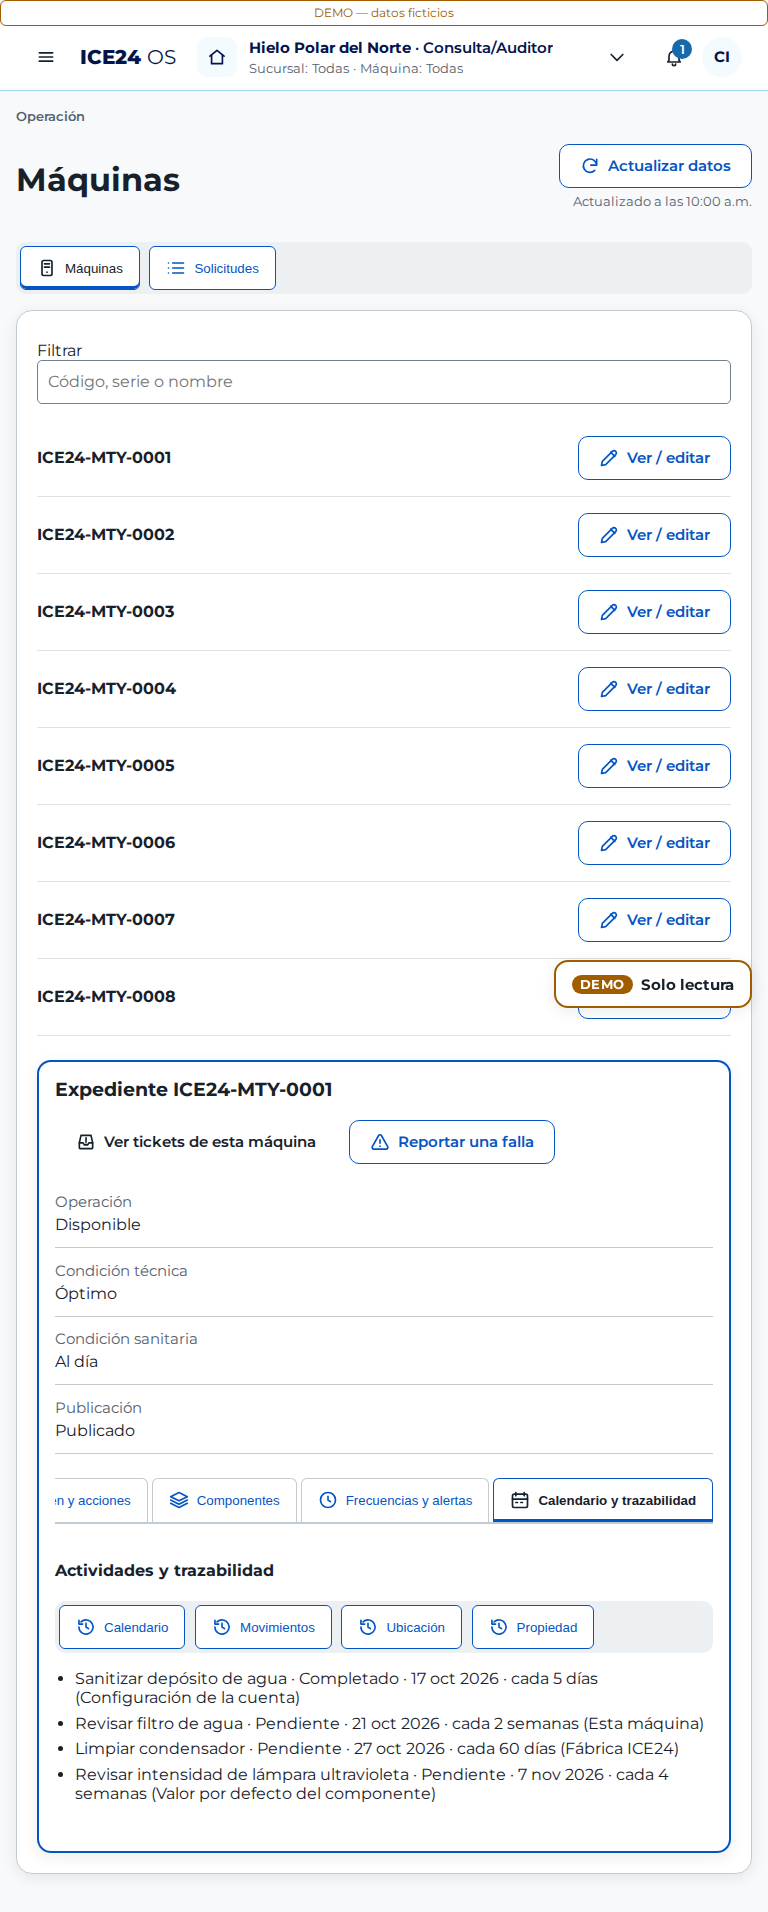 DEMO — datos ficticios
ICE24 OS
Hielo Polar del Norte · Consulta/Auditor
Sucursal: Todas · Máquina: Todas
1
CI
Operación
Máquinas
Actualizar datos
Actualizado a las 10:00 a.m.
Máquinas
Solicitudes
Filtrar
Código, serie o nombre
ICE24-MTY-0001
Ver / editar
ICE24-MTY-0002
Ver / editar
ICE24-MTY-0003
Ver / editar
ICE24-MTY-0004
Ver / editar
ICE24-MTY-0005
Ver / editar
ICE24-MTY-0006
Ver / editar
ICE24-MTY-0007
Ver / editar
ICE24-MTY-0008
DEMO Solo lectura
Expediente ICE24-MTY-0001
Ver tickets de esta máquina
Reportar una falla
Operación
Disponible
Condición técnica
Óptimo
Condición sanitaria
Al día
Publicación
Publicado
en y acciones
Componentes
Frecuencias y alertas
Calendario y trazabilidad
Actividades y trazabilidad
Calendario
Movimientos
Ubicación
Propiedad
• Sanitizar depósito de agua · Completado · 17 oct 2026 · cada 5 días
(Configuración de la cuenta)
• Revisar filtro de agua · Pendiente · 21 oct 2026 · cada 2 semanas (Esta máquina)
• Limpiar condensador · Pendiente · 27 oct 2026 · cada 60 días (Fábrica ICE24)
• Revisar intensidad de lámpara ultravioleta · Pendiente · 7 nov 2026 · cada 4
semanas (Valor por defecto del componente)